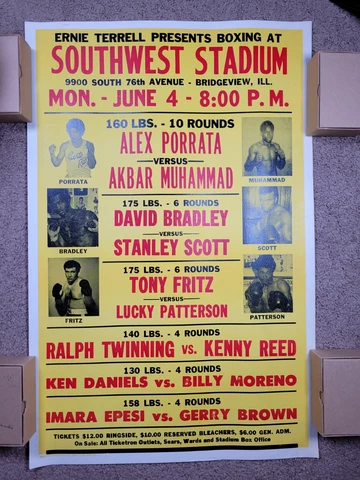 ERNIE TERRELL PRESENTS BOXING AT
SOUTHWEST STADIUM
9900 SOUTH 76th AVENUE - BRIDGEVIEW, ILL.
MON. - JUNE 4 - 8:00 P.M.
160 LBS. - 10 ROUNDS
ALEX PORRATA
VERSUS
AKBAR MUHAMMAD
PORRATA
MUHAMMAD
175 LBS. - 6 ROUNDS
DAVID BRADLEY
VERSUS
STANLEY SCOTT
BRADLEY
SCOTT
175 LBS. - 6 ROUNDS
TONY FRITZ
VERSUS
LUCKY PATTERSON
FRITZ
PATTERSON
140 LBS. - 4 ROUNDS
RALPH TWINNING vs. KENNY REED
130 LBS. - 4 ROUNDS
KEN DANIELS vs. BILLY MORENO
158 LBS. - 4 ROUNDS
IMARA EPESI vs. GERRY BROWN
TICKETS $12.00 RINGSIDE, $10.00 RESERVED BLEACHERS, $6.00 GEN. ADM.
On Sale: All Ticketron Outlets, Sears, Wards and Stadium Box Office